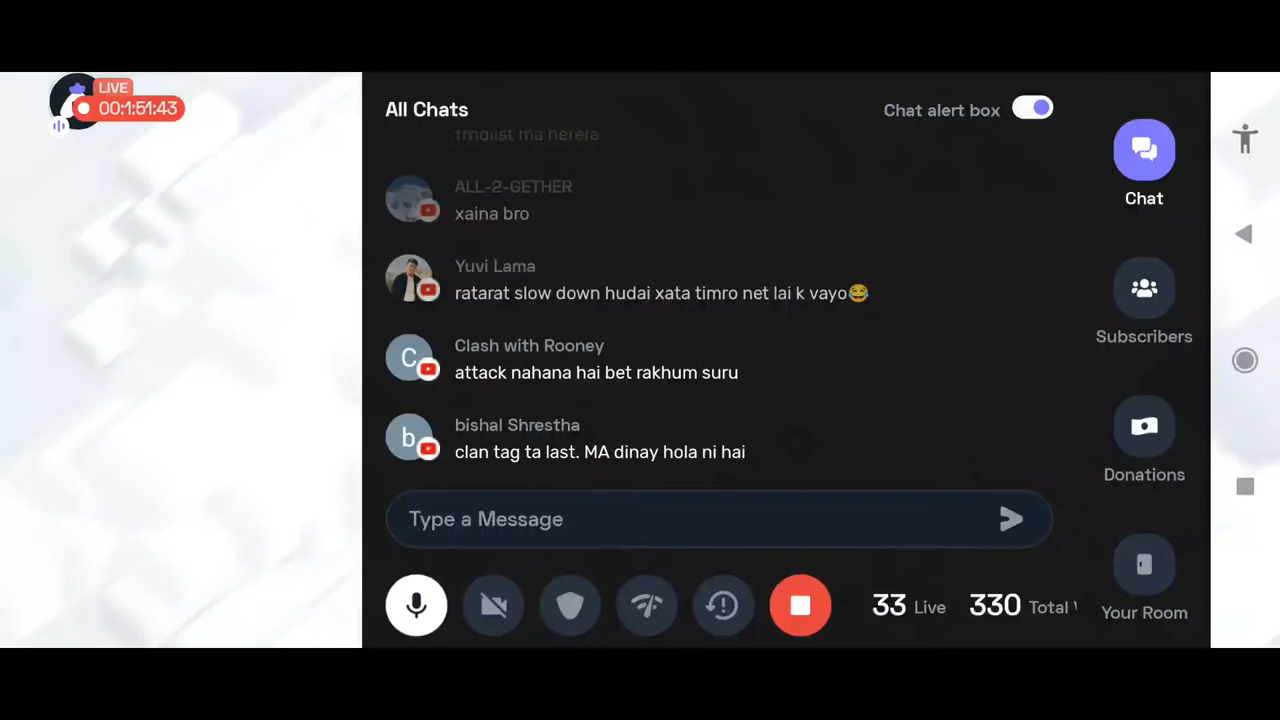 LIVE
00:1:51:43
All Chats
Chat alert box
ALL-2-GETHER
xaina bro
Yuvi Lama
ratarat slow down hudai xata timro net lai k vayo😂
Clash with Rooney
attack nahana hai bet rakhum suru
bishal Shrestha
clan tag ta last. MA dinay hola ni hai
Type a Message
33 Live 330 Total
Chat
Subscribers
Donations
Your Room
C
b